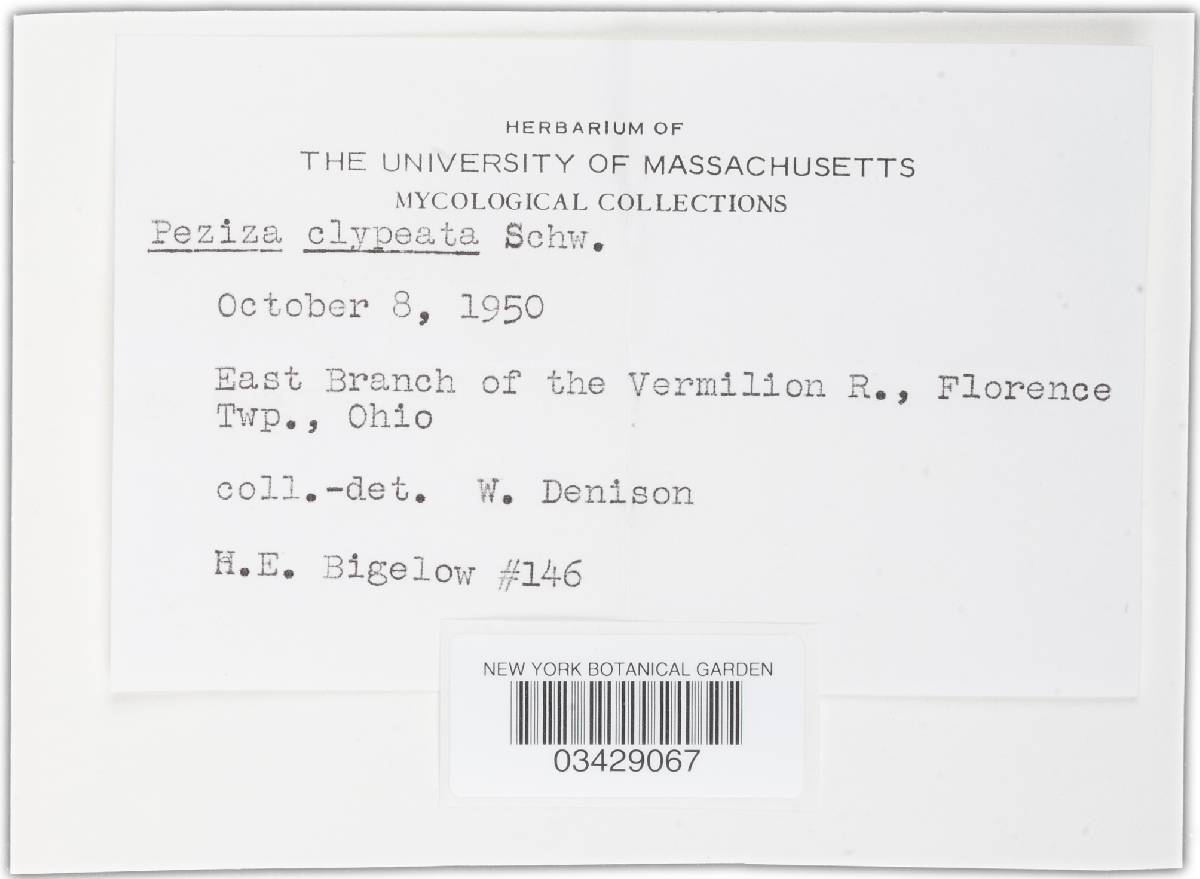 HERBARIUM OF
THE UNIVERSITY OF MASSACHUSETTS
MYCOLOGICAL COLLECTIONS
Peziza clypeata Schw.
October 8, 1950
East Branch of the Vermilion R., Florence
Twp., Ohio
coll.-det. W. Denison
H.E. Bigelow #146
NEW YORK BOTANICAL GARDEN
03429067